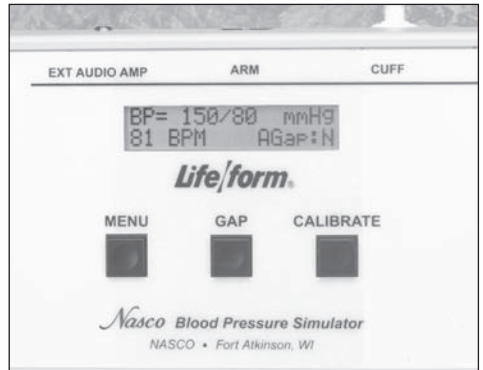 EXT AUDIO AMP ARM CUFF
BP= 150/80 mmHg
81 BPM AGap:N
Life/form®
MENU GAP CALIBRATE
Nasco Blood Pressure Simulator
NASCO • Fort Atkinson, WI